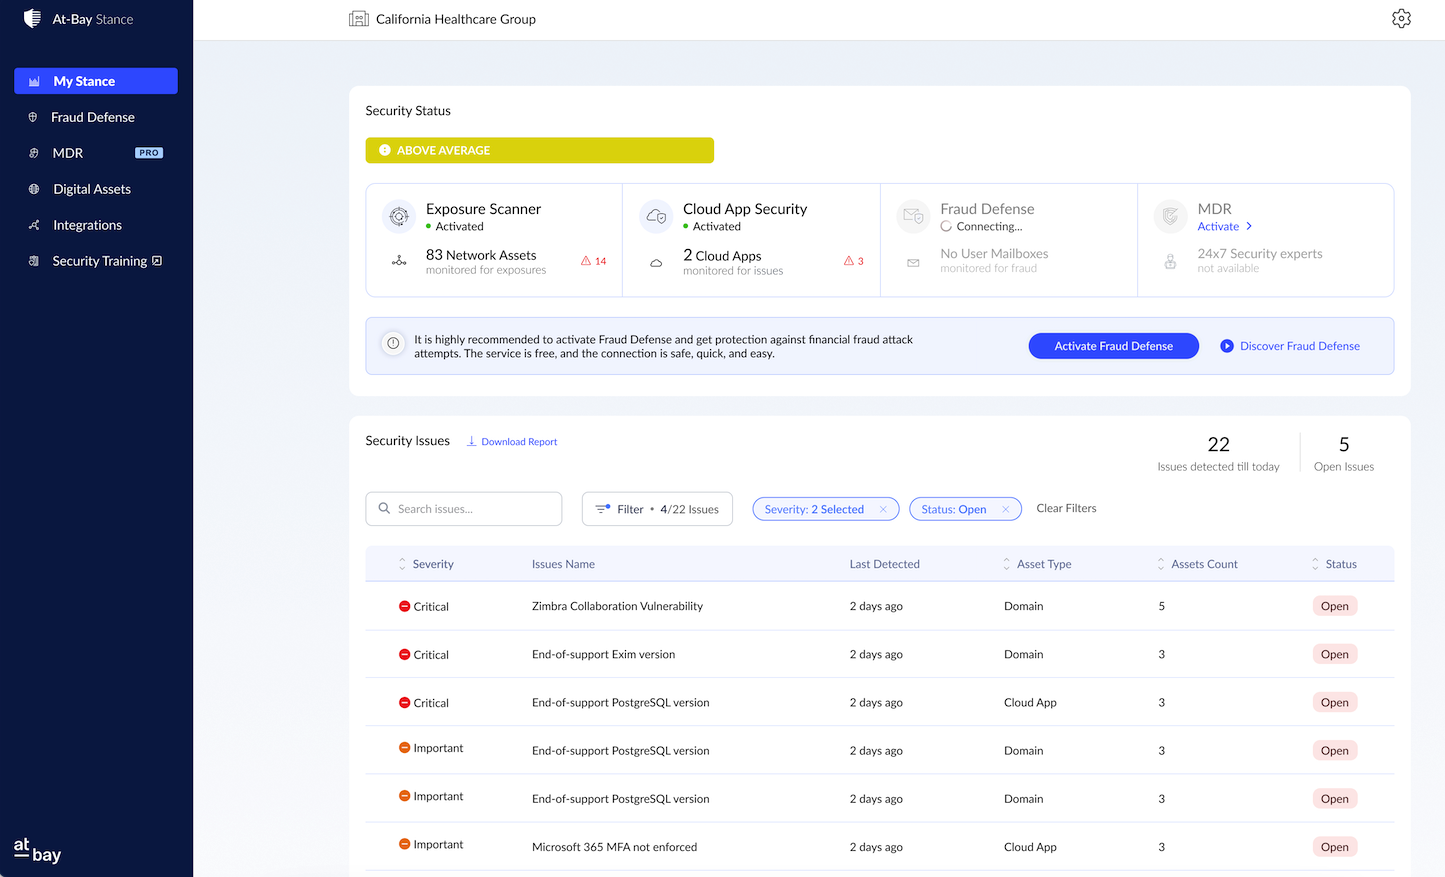 At-Bay Stance
California Healthcare Group
My Stance
Fraud Defense
MDR PRO
Digital Assets
Integrations
Security Training
at
bay
Security Status
ABOVE AVERAGE
Exposure Scanner
Activated
83 Network Assets
monitored for exposures
14
Cloud App Security
Activated
2 Cloud Apps
monitored for issues
3
Fraud Defense
Connecting...
No User Mailboxes
monitored for fraud
MDR
Activate
24x7 Security experts
not available
It is highly recommended to activate Fraud Defense and get protection against financial fraud attack
attempts. The service is free, and the connection is safe, quick, and easy.
Activate Fraud Defense
Discover Fraud Defense
Security Issues Download Report
22
Issues detected till today
5
Open Issues
Search issues...
Filter • 4/22 Issues
Severity: 2 Selected ×
Status: Open ×
Clear Filters
Severity Issues Name Last Detected Asset Type Assets Count Status
Critical Zimbra Collaboration Vulnerability 2 days ago Domain 5 Open
Critical End-of-support Exim version 2 days ago Domain 3 Open
Critical End-of-support PostgreSQL version 2 days ago Cloud App 3 Open
Important End-of-support PostgreSQL version 2 days ago Domain 3 Open
Important End-of-support PostgreSQL version 2 days ago Domain 3 Open
Important Microsoft 365 MFA not enforced 2 days ago Cloud App 3 Open